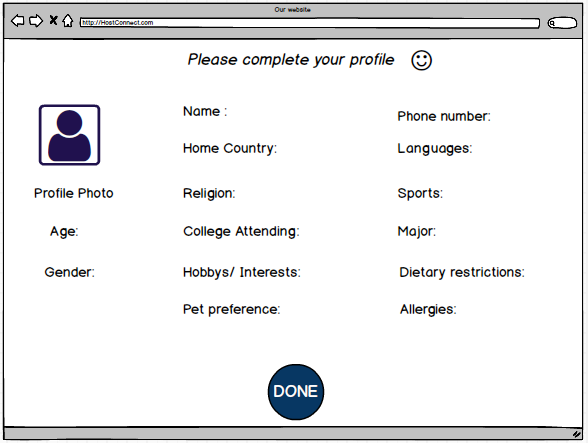 Our website
http://HostConnect.com
Please complete your profile
Name :
Phone number:
Home Country:
Languages:
Profile Photo
Religion:
Sports:
Age:
College Attending:
Major:
Gender:
Hobbys/ Interests:
Dietary restrictions:
Pet preference:
Allergies:
DONE